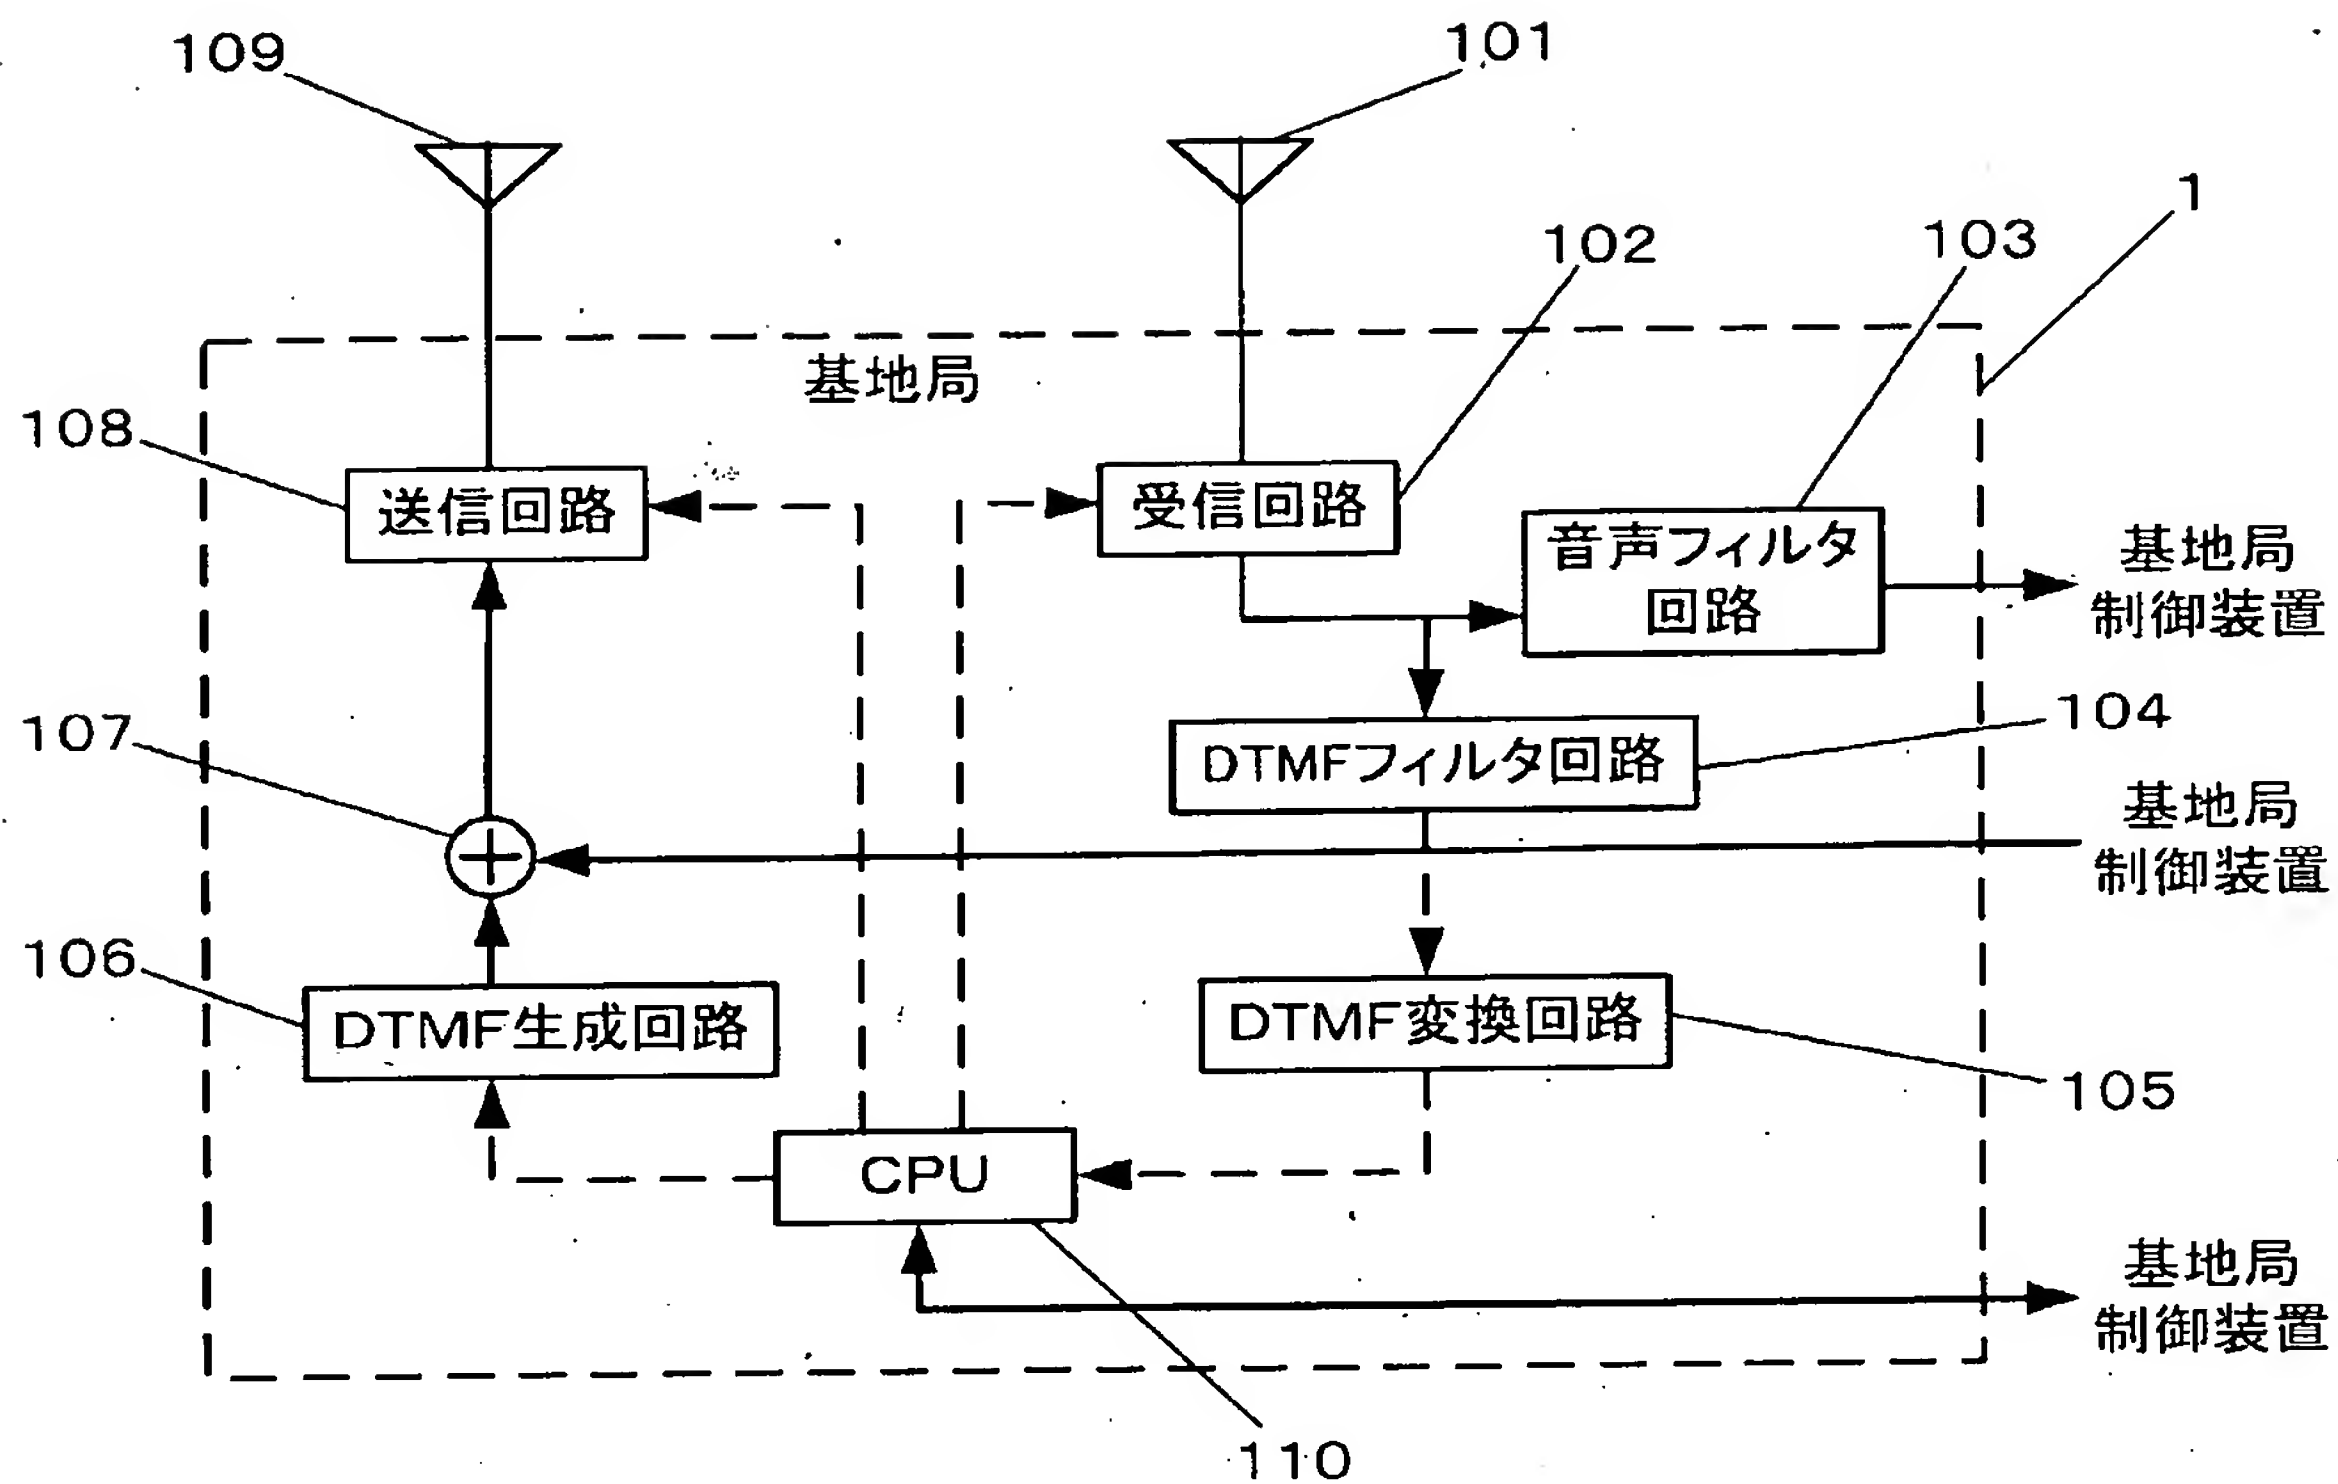 109
101
1
102
103
基地局
108
送信回路
受信回路
音声フィルタ
回路
基地局
制御装置
107
104
DTMFフィルタ回路
基地局
制御装置
106
DTMF生成回路
DTMF変換回路
105
CPU
基地局
制御装置
110